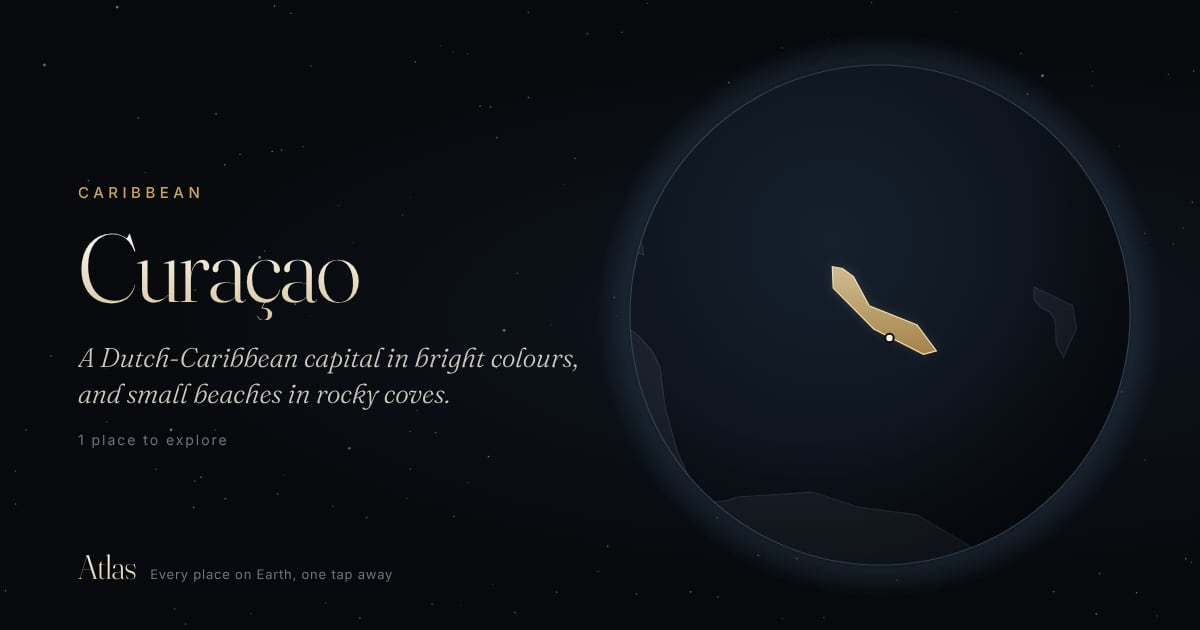 CARIBBEAN
Curaçao
A Dutch-Caribbean capital in bright colours,
and small beaches in rocky coves.
1 place to explore
Atlas Every place on Earth, one tap away